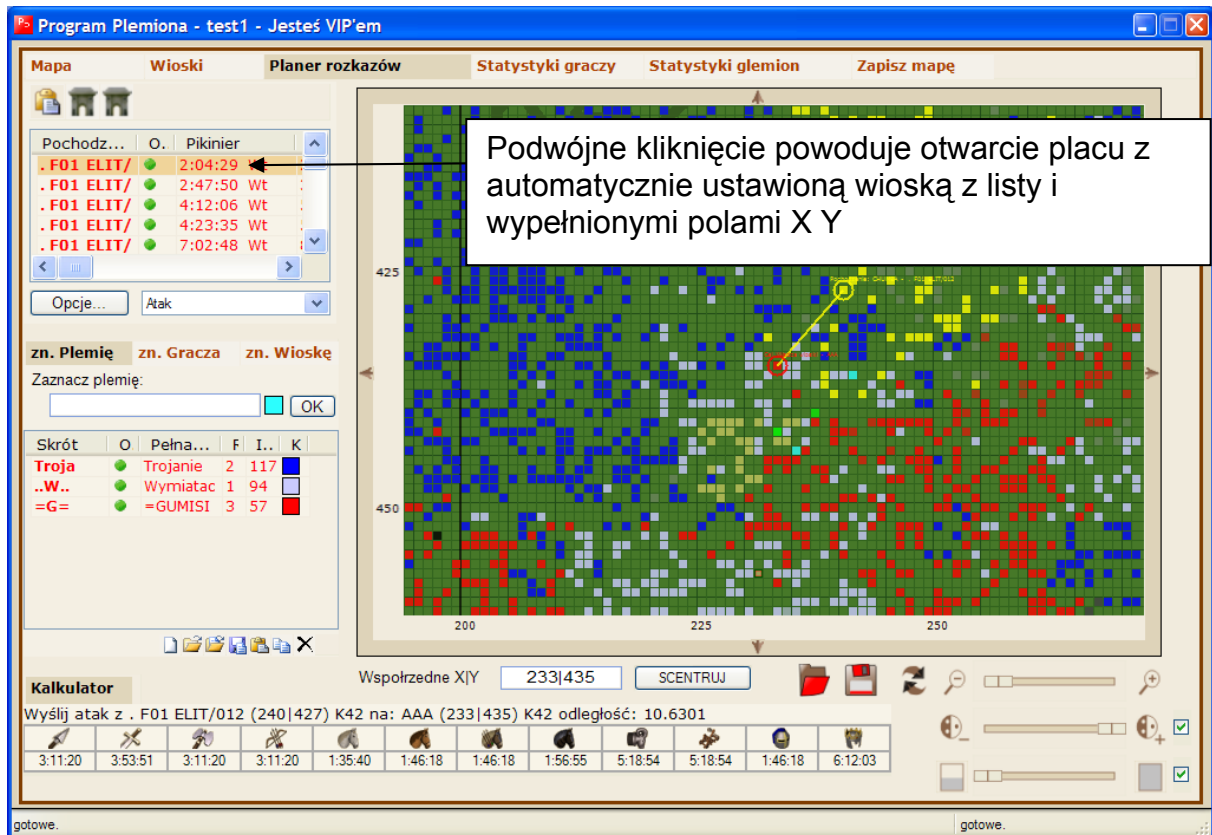 Program Plemiona - test1 - Jesteś VIP'em
Mapa Wioski Planer rozkazów Statystyki graczy Statystyki glemion Zapisz mapę
Pochodz... O. Pikinier
. F01 ELIT/ 2:04:29 Wt
. F01 ELIT/ 2:47:50 Wt
. F01 ELIT/ 4:12:06 Wt
. F01 ELIT/ 4:23:35 Wt
. F01 ELIT/ 7:02:48 Wt
Opcje... Atak
Podwójne kliknięcie powoduje otwarcie placu z
automatycznie ustawioną wioską z listy i
wypełnionymi polami X Y
zn. Plemię zn. Gracza zn. Wioskę
Zaznacz plemię:
OK
Skrót O Pełna... F I.. K
Troja Trojanie 2 117
..W.. Wymiatac 1 94
=G= =GUMISI 3 57
425
450
200 225 250
Wspołrzedne X|Y 233|435 SCENTRUJ
Kalkulator
Wyślij atak z . F01 ELIT/012 (240|427) K42 na: AAA (233|435) K42 odległość: 10.6301
3:11:20 3:53:51 3:11:20 3:11:20 1:35:40 1:46:18 1:46:18 1:56:55 5:18:54 5:18:54 1:46:18 6:12:03
gotowe. gotowe.